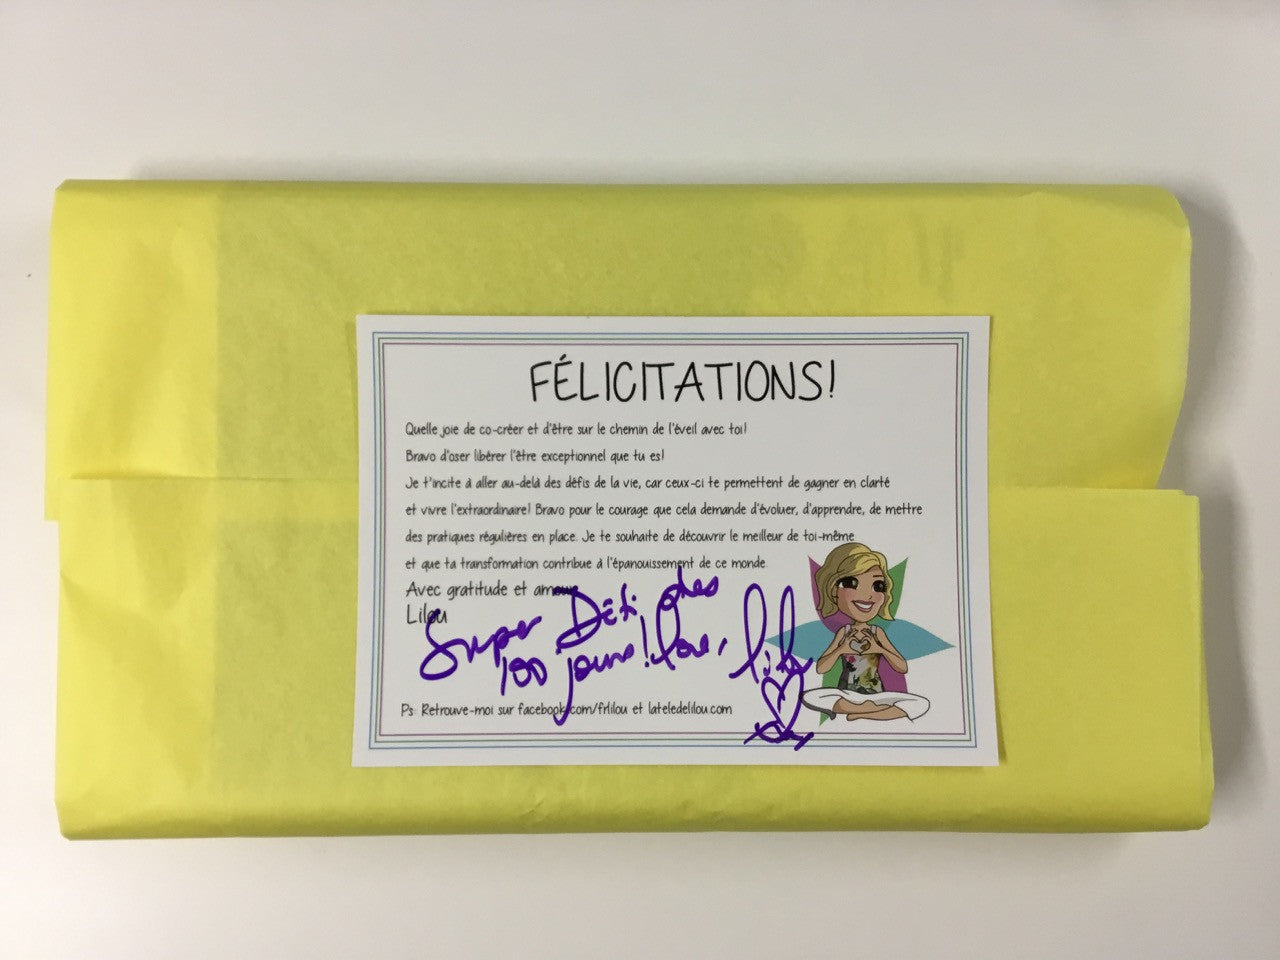 FÉLICITATIONS!
Quelle joie de co-créer et d'être sur le chemin de l'éveil avec toi!
Bravo d'oser libérer l'être exceptionnel que tu es!
Je t'incite à aller au-delà des défis de la vie, car ceux-ci te permettent de gagner en clarté
et vivre l'extraordinaire! Bravo pour le courage que cela demande d'évoluer, d'apprendre, de mettre
des pratiques régulières en place. Je te souhaite de découvrir le meilleur de toi-même
et que ta transformation contribue à l'épanouissement de ce monde.
Avec gratitude et amour
Lilou
Super Défi des
100 jours! love, lilou
Ps: Retrouve-moi sur facebook.com/frlilou et lateledelilou.com